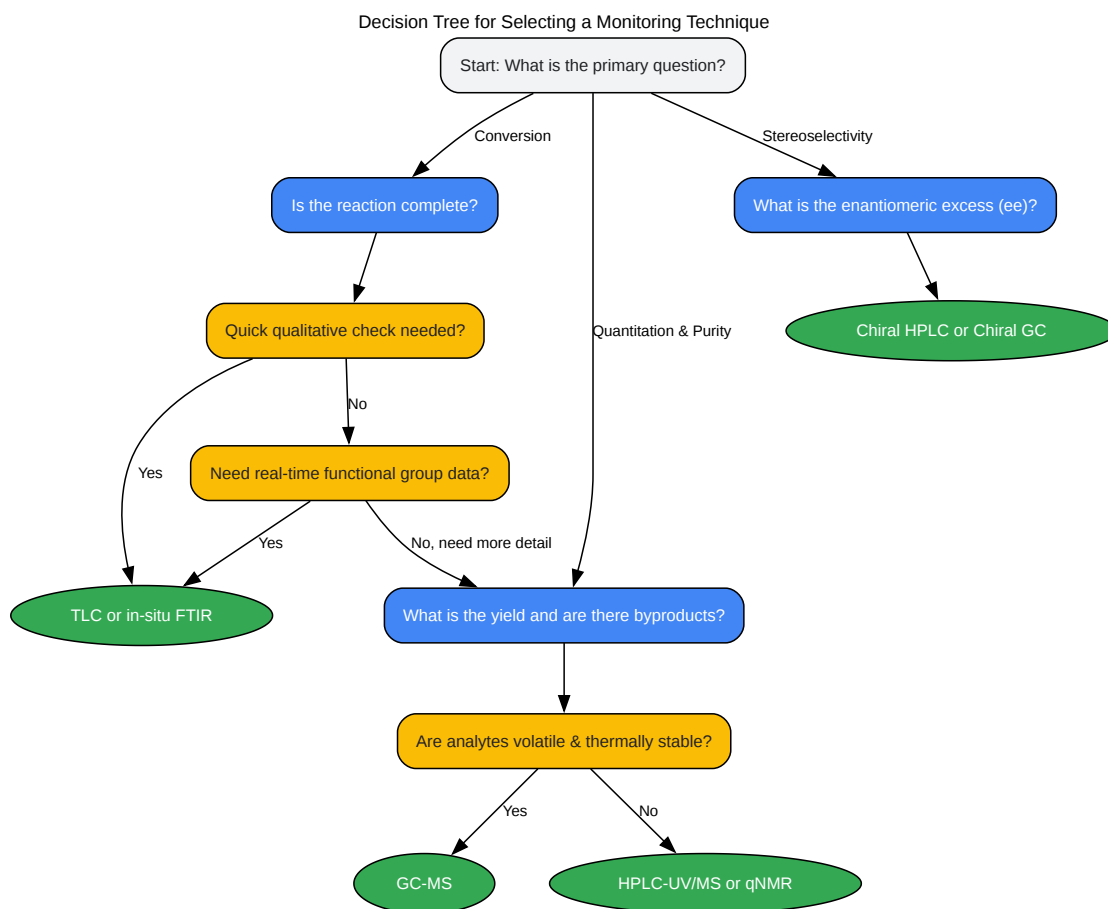 Decision Tree for Selecting a Monitoring Technique
Start: What is the primary question?
Conversion
Stereoselectivity
Is the reaction complete?
What is the enantiomeric excess (ee)?
Quick qualitative check needed?
Quantitation & Purity
Chiral HPLC or Chiral GC
No
Yes
Need real-time functional group data?
Yes
No, need more detail
TLC or in-situ FTIR
What is the yield and are there byproducts?
Are analytes volatile & thermally stable?
Yes
No
GC-MS
HPLC-UV/MS or qNMR